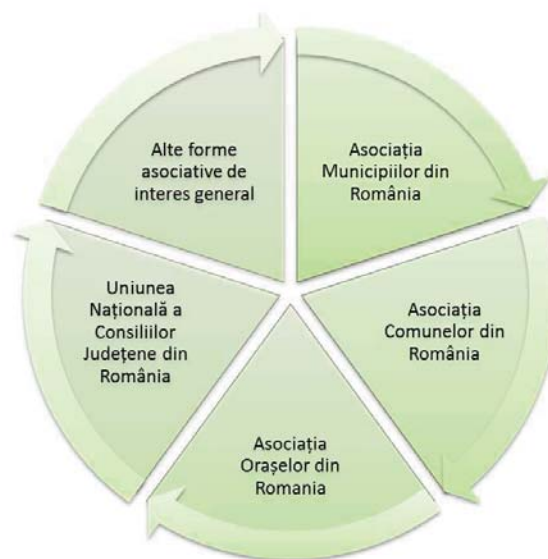 Alte forme
asociative de
interes general
Asociația
Municipiilor din
România
Asociația
Comunelor din
România
Asociația
Orașelor din
Romania
Uniunea
Națională a
Consiliilor
Județene din
România